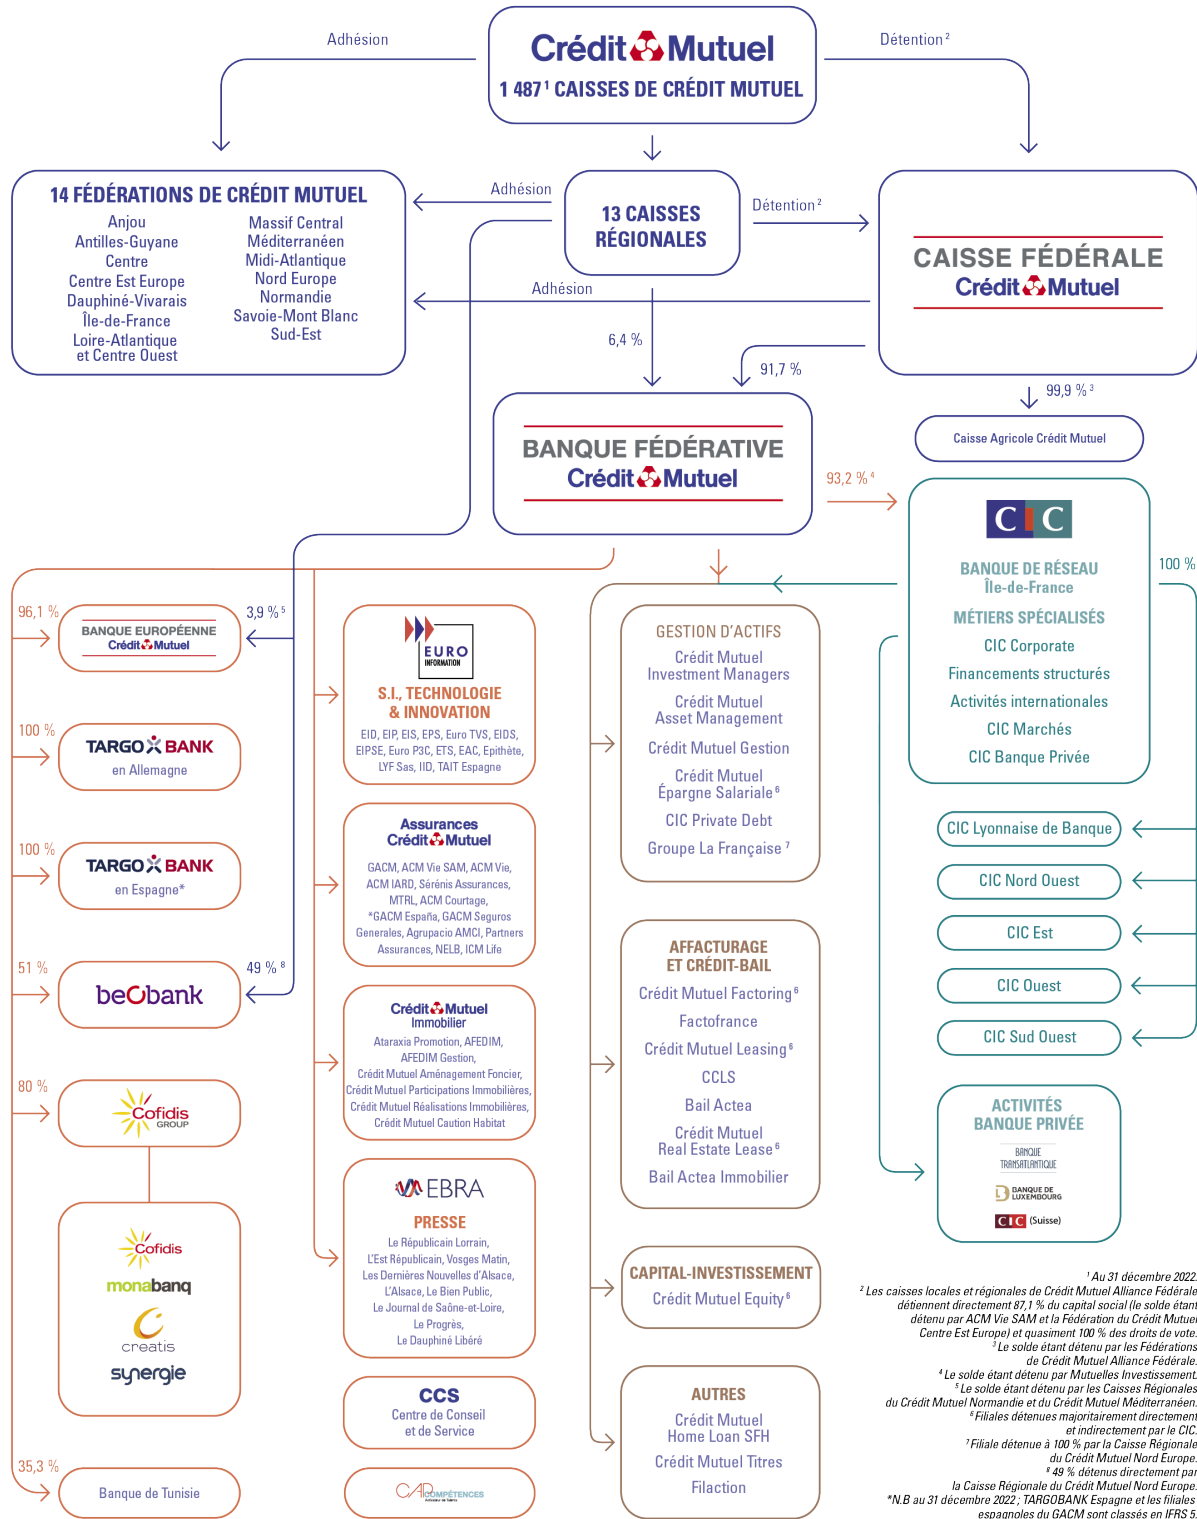 Crédit Mutuel
1 487¹ CAISSES DE CRÉDIT MUTUEL
Adhésion
Détention²
14 FÉDÉRATIONS DE CRÉDIT MUTUEL
Anjou
Antilles-Guyane
Centre
Centre Est Europe
Dauphiné-Vivarais
Île-de-France
Loire-Atlantique
et Centre Ouest
Massif Central
Méditerranéen
Midi-Atlantique
Nord Europe
Normandie
Savoie-Mont Blanc
Sud-Est
Adhésion
13 CAISSES
RÉGIONALES
Détention²
Adhésion
CAISSE FÉDÉRALE
Crédit Mutuel
6,4 %
91,7 %
99,9 %³
Caisse Agricole Crédit Mutuel
BANQUE FÉDÉRATIVE
Crédit Mutuel
93,2 %⁴
CIC
BANQUE DE RÉSEAU
Île-de-France
MÉTIERS SPÉCIALISÉS
CIC Corporate
Financements structurés
Activités internationales
CIC Marchés
CIC Banque Privée
100 %
CIC Lyonnaise de Banque
CIC Nord Ouest
CIC Est
CIC Ouest
CIC Sud Ouest
ACTIVITÉS
BANQUE PRIVÉE
BANQUE
TRANSATLANTIQUE
BANQUE DE
LUXEMBOURG
CIC (Suisse)
96,1 %
BANQUE EUROPÉENNE
Crédit Mutuel
3,9 %⁵
100 %
TARGO BANK
en Allemagne
100 %
TARGO BANK
en Espagne*
51 %
beobank
49 %⁸
80 %
Cofidis
GROUP
Cofidis
monabanq
creatis
synergie
35,3 %
Banque de Tunisie
EURO
INFORMATION
S.I., TECHNOLOGIE
& INNOVATION
EID, EIP, EIS, EPS, Euro TVS, EIDS,
EIPSE, Euro P3C, ETS, EAC, Epithète,
LYF Sas, IID, TAIT Espagne
Assurances
Crédit Mutuel
GACM, ACM Vie SAM, ACM Vie,
ACM IARD, Sérénis Assurances,
MTRL, ACM Courtage,
*GACM España, GACM Seguros
Generales, Agrupacio AMCI, Partners
Assurances, NELB, ICM Life
Crédit Mutuel
Immobilier
Ataraxia Promotion, AFEDIM,
AFEDIM Gestion,
Crédit Mutuel Aménagement Foncier,
Crédit Mutuel Participations Immobilières,
Crédit Mutuel Réalisations Immobilières,
Crédit Mutuel Caution Habitat
EBRA
PRESSE
Le Républicain Lorrain,
L'Est Républicain, Vosges Matin,
Les Dernières Nouvelles d'Alsace,
L'Alsace, Le Bien Public,
Le Journal de Saône-et-Loire,
Le Progrès,
Le Dauphiné Libéré
CCS
Centre de Conseil
et de Service
CAP COMPÉTENCES
GESTION D'ACTIFS
Crédit Mutuel
Investment Managers
Crédit Mutuel
Asset Management
Crédit Mutuel Gestion
Crédit Mutuel
Épargne Salariale⁶
CIC Private Debt
Groupe La Française⁷
AFFACTURAGE
ET CRÉDIT-BAIL
Crédit Mutuel Factoring⁶
Factofrance
Crédit Mutuel Leasing⁶
CCLS
Bail Actea
Crédit Mutuel
Real Estate Lease⁶
Bail Actea Immobilier
CAPITAL-INVESTISSEMENT
Crédit Mutuel Equity⁶
AUTRES
Crédit Mutuel
Home Loan SFH
Crédit Mutuel Titres
Filaction
¹ Au 31 décembre 2022.
² Les caisses locales et régionales de Crédit Mutuel Alliance Fédérale
détiennent directement 87,1 % du capital social (le solde étant
détenu par ACM Vie SAM et la Fédération du Crédit Mutuel
Centre Est Europe) et quasiment 100 % des droits de vote.
³ Le solde étant détenu par les Fédérations
de Crédit Mutuel Alliance Fédérale.
⁴ Le solde étant détenu par Mutuelles Investissement.
⁵ Le solde étant détenu par les Caisses Régionales
du Crédit Mutuel Normandie et du Crédit Mutuel Méditerranéen.
⁶ Filiales détenues majoritairement directement
et indirectement par le CIC.
⁷ Filiale détenue à 100 % par la Caisse Régionale
du Crédit Mutuel Nord Europe.
⁸ 49 % détenus directement par
la Caisse Régionale du Crédit Mutuel Nord Europe.
*N.B au 31 décembre 2022 ; TARGOBANK Espagne et les filiales
espagnoles du GACM sont classés en IFRS 5.